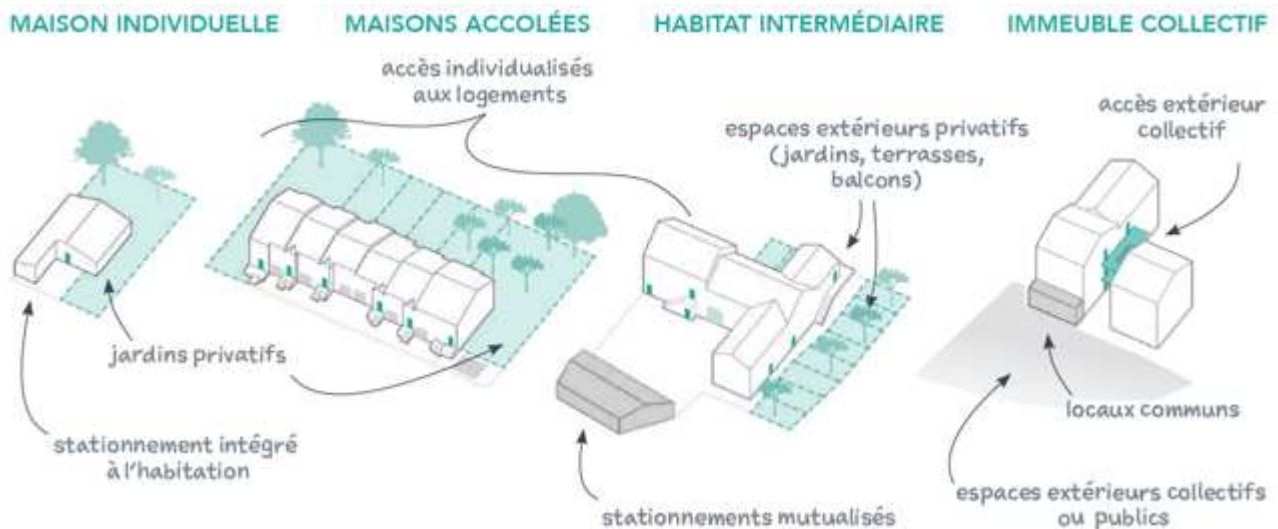 MAISON INDIVIDUELLE
MAISONS ACCOLÉES
HABITAT INTERMÉDIAIRE
IMMEUBLE COLLECTIF
accès individualisés
aux logements
espaces extérieurs privatifs
(jardins, terrasses,
balcons)
accès extérieur
collectif
jardins privatifs
stationnement intégré
à l'habitation
stationnements mutualisés
locaux communs
espaces extérieurs collectifs
ou publics